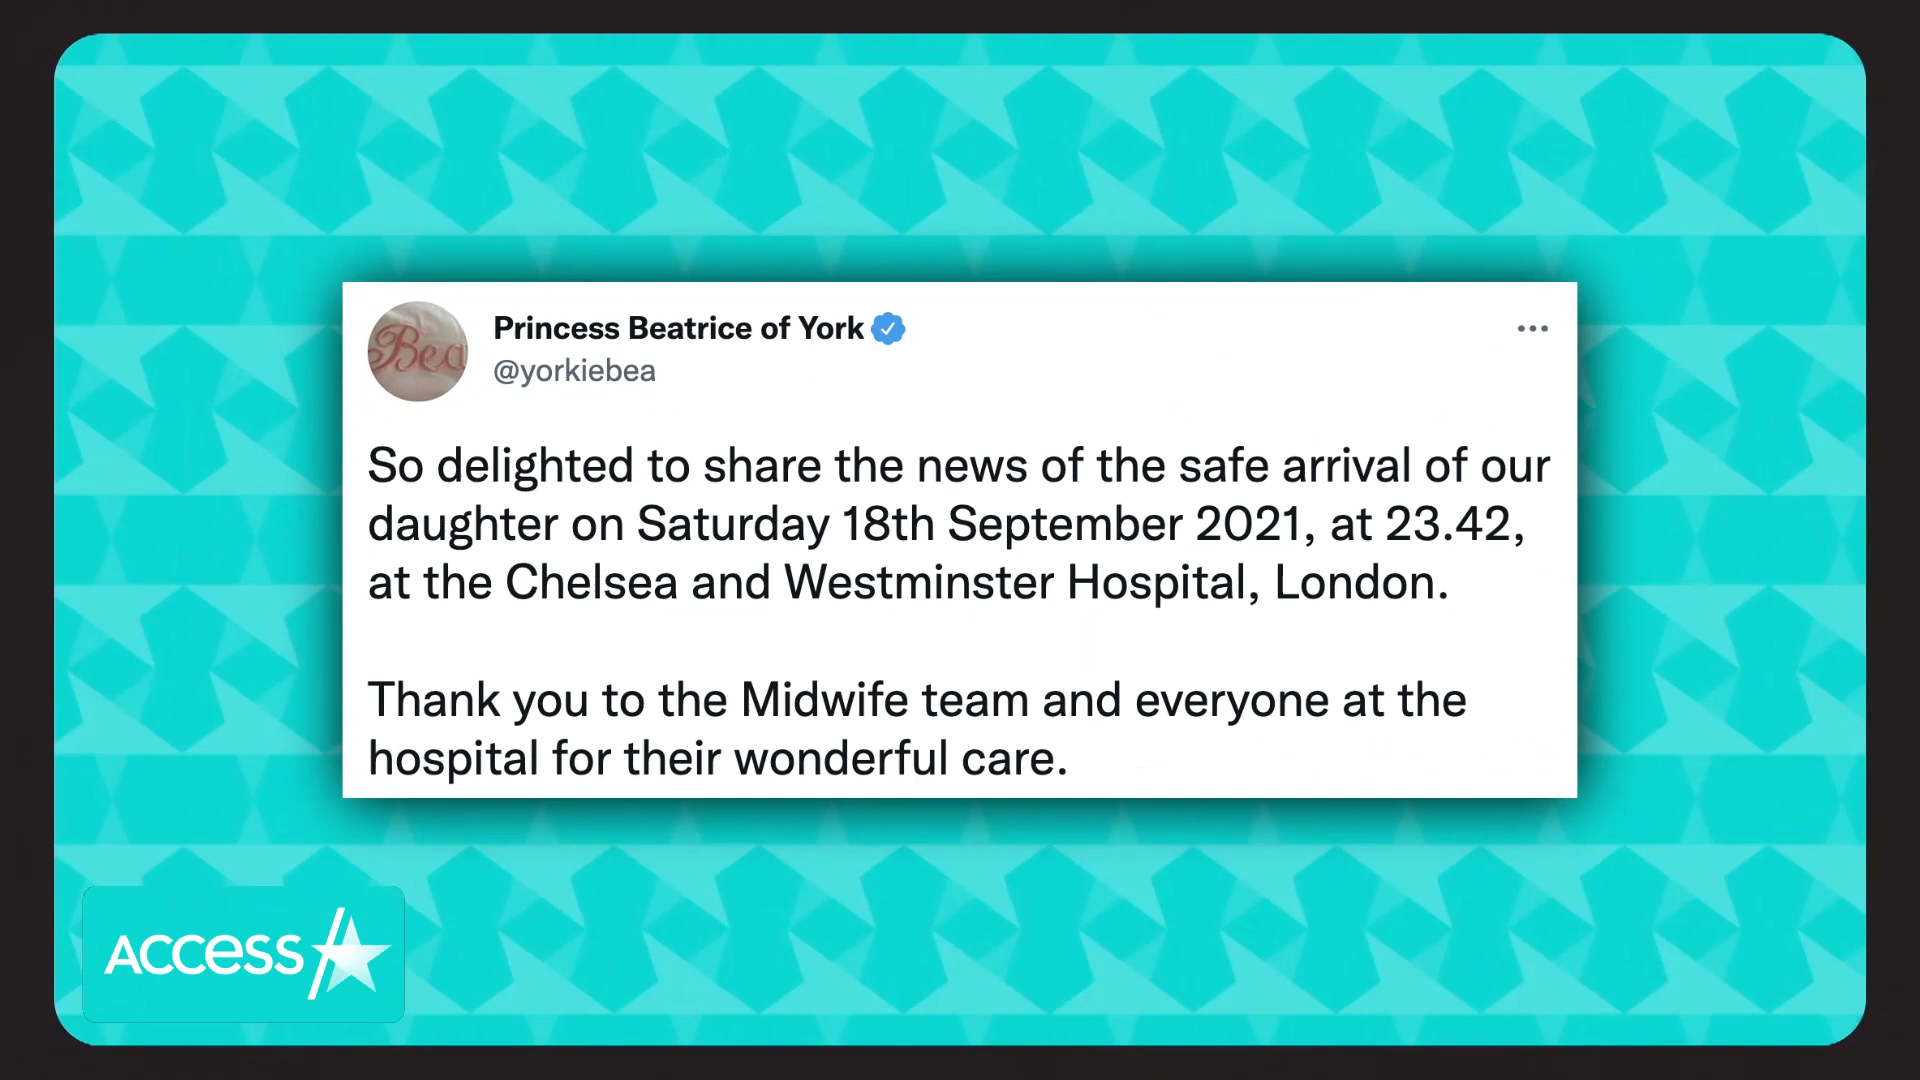 Bea
Princess Beatrice of York
@yorkiebea
So delighted to share the news of the safe arrival of our
daughter on Saturday 18th September 2021, at 23.42,
at the Chelsea and Westminster Hospital, London.
Thank you to the Midwife team and everyone at the
hospital for their wonderful care.
ACCESS